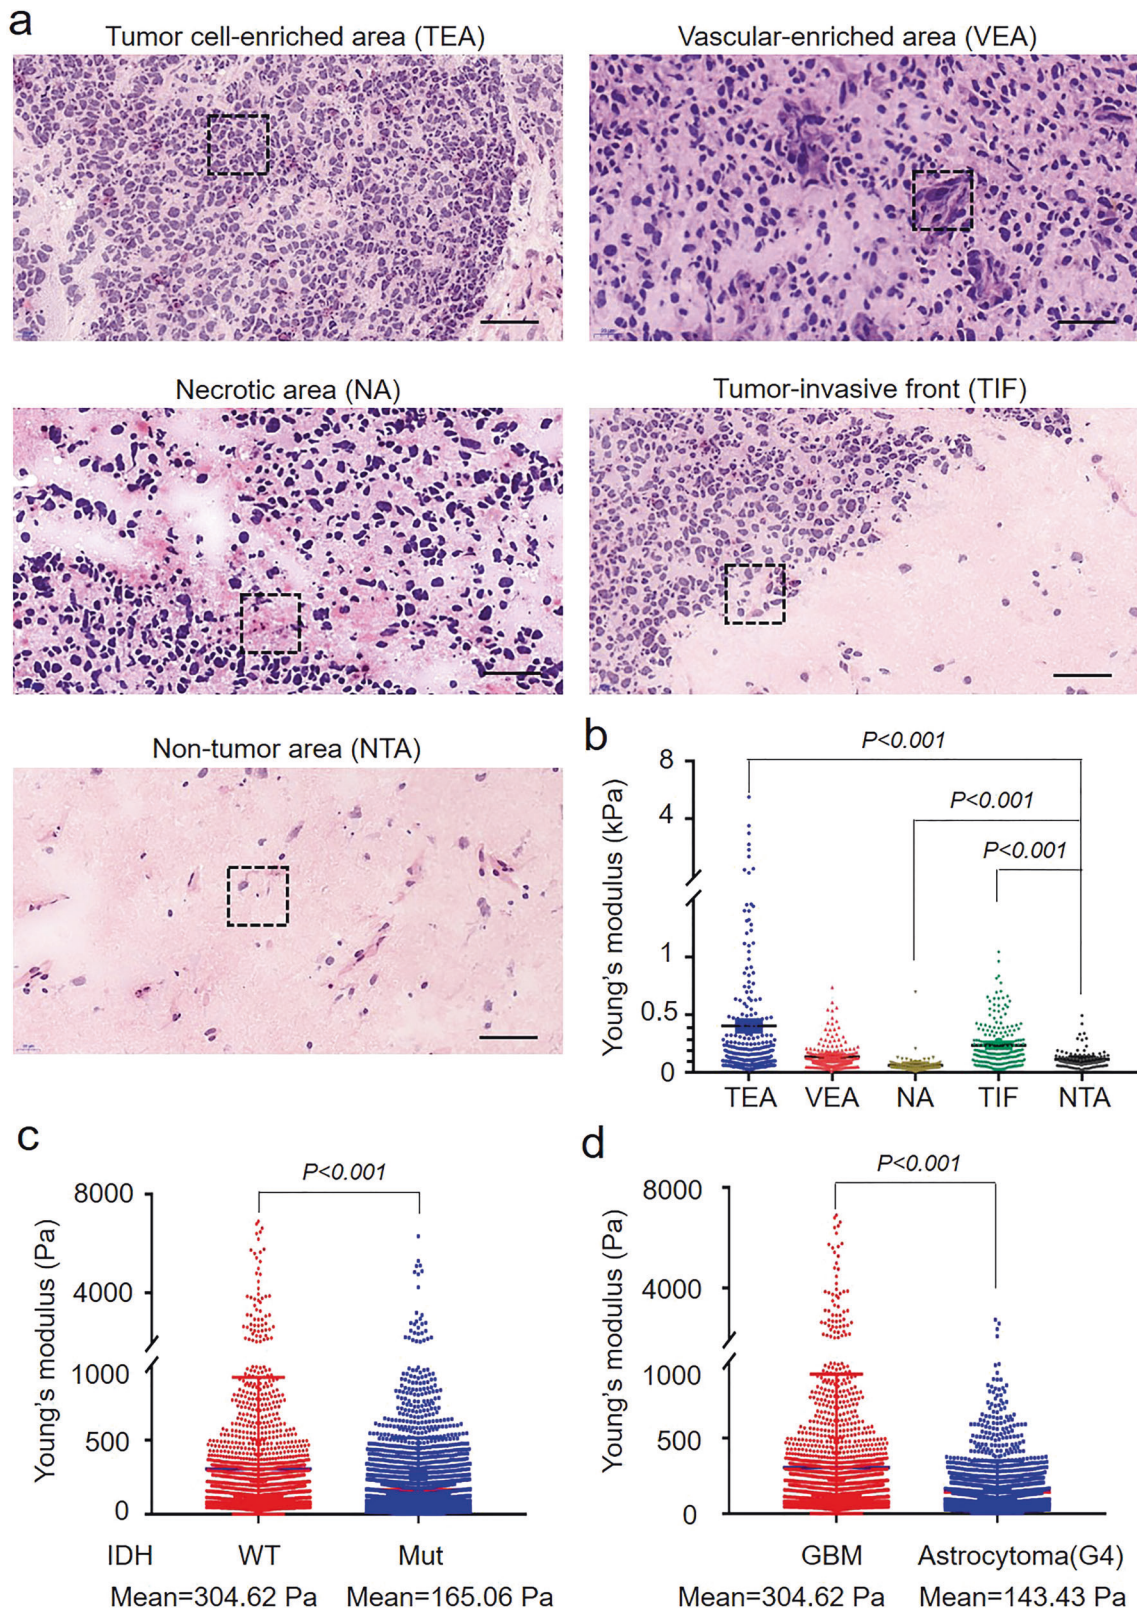 a
Tumor cell-enriched area (TEA)
Vascular-enriched area (VEA)
Necrotic area (NA)
Tumor-invasive front (TIF)
Non-tumor area (NTA)
b
P<0.001
P<0.001
P<0.001
Young's modulus (kPa)
8
4
1
0.5
0
TEA VEA NA TIF NTA
c
P<0.001
Young's modulus (Pa)
8000
4000
1000
500
0
IDH WT Mut
Mean=304.62 Pa Mean=165.06 Pa
d
P<0.001
Young's modulus (Pa)
8000
4000
1000
500
0
GBM Astrocytoma(G4)
Mean=304.62 Pa Mean=143.43 Pa